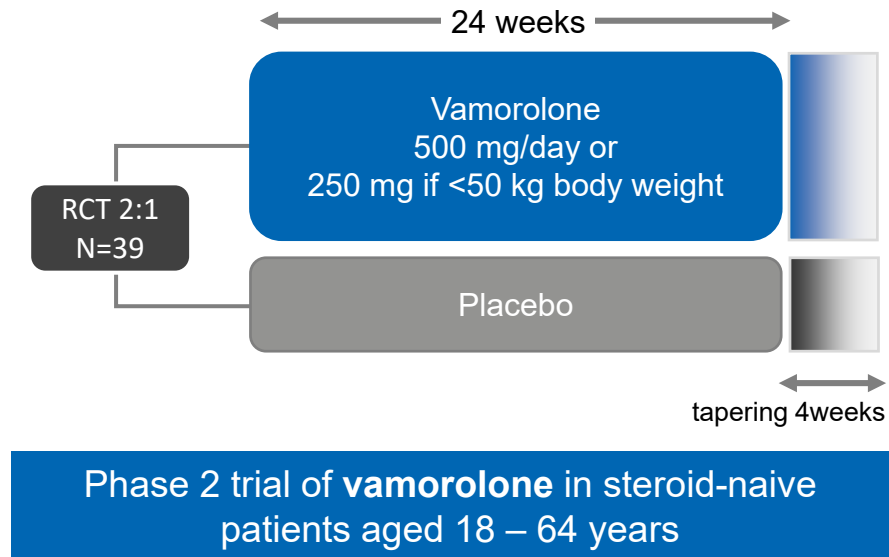 24 weeks
Vamorolone
500 mg/day or
250 mg if <50 kg body weight
RCT 2:1
N=39
Placebo
tapering 4weeks
Phase 2 trial of vamorolone in steroid-naive
patients aged 18 – 64 years